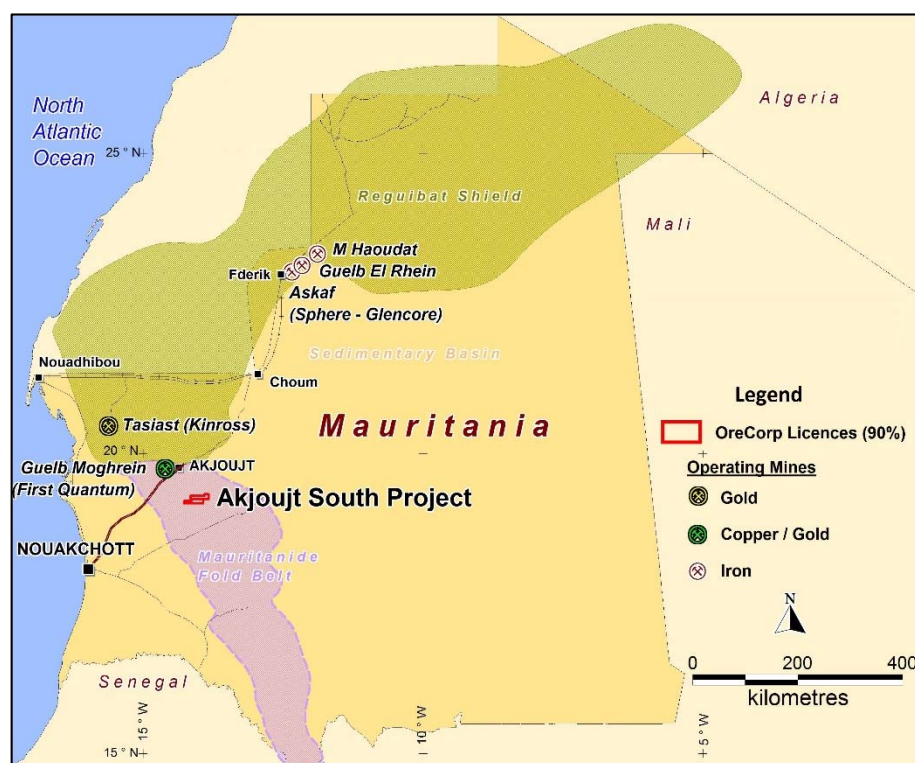 North
Atlantic
Ocean
25 ° N
Algeria
Reguibat Shield
Mali
M Haoudat
Fderik
Guelb El Rhein
Askaf
(Sphere - Glencore)
Sedimentary Basin
Nouadhibou
Choum
Legend
Tasiast (Kinross)
Mauritania
OreCorp Licences (90%)
20 ° N
Guelb Moghrein
AKJOUJT
(First Quantum)
Operating Mines
Akjoujt South Project
Gold
Copper / Gold
NOUAKCHOTT
Mauritanide
Fold Belt
Iron
N
0 200 400
kilometres
Senegal
15 ° W
10 ° W
5 ° W
15 ° N